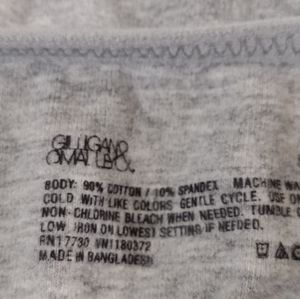 GILLIGAN &
O'MALLEY
BODY: 90% COTTON / 10% SPANDEX MACHINE WA
COLD WITH LIKE COLORS GENTLE CYCLE. USE ON
NON-CHLORINE BLEACH WHEN NEEDED. TUMBLE
LOW IRON ON LOWEST SETTING IF NEEDED.
RN17730 VN1180372
MADE IN BANGLADESH